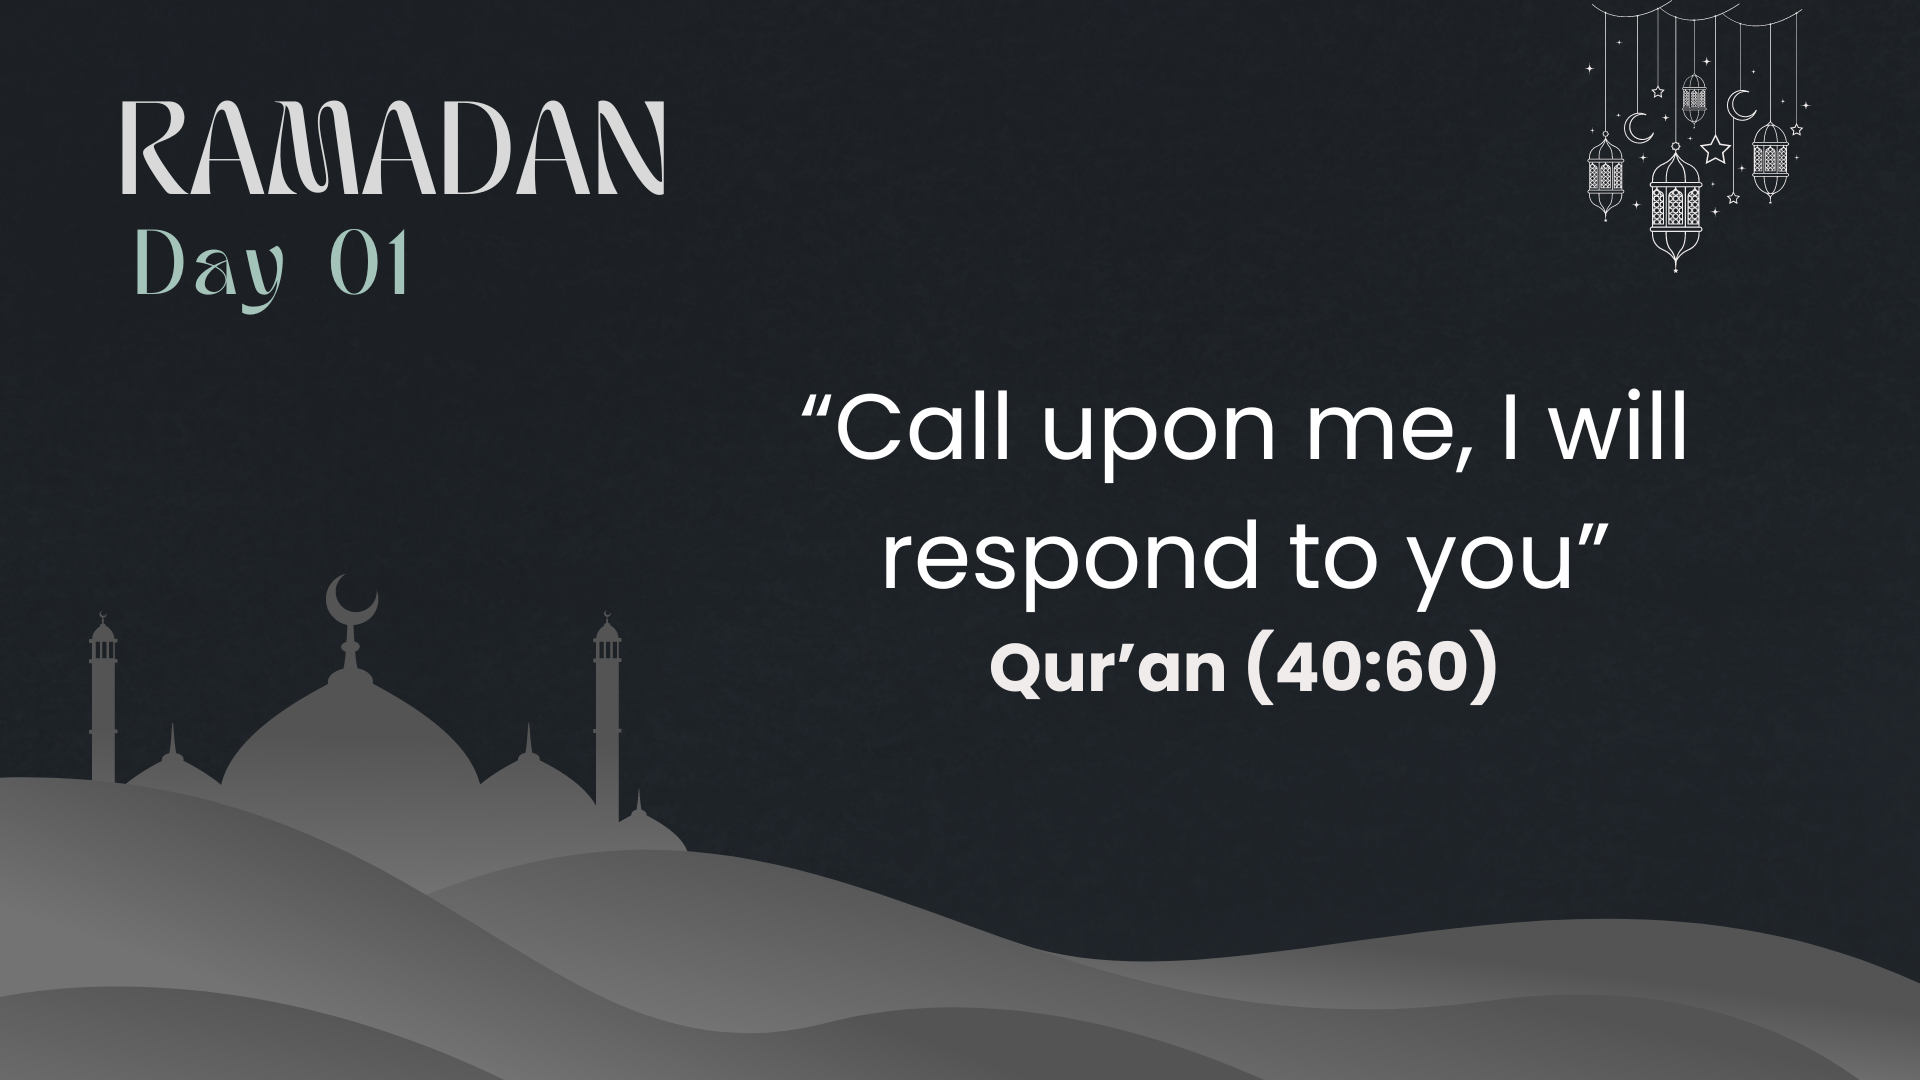 RAMADAN
Day 01
“Call upon me, I will
respond to you”
Qur’an (40:60)